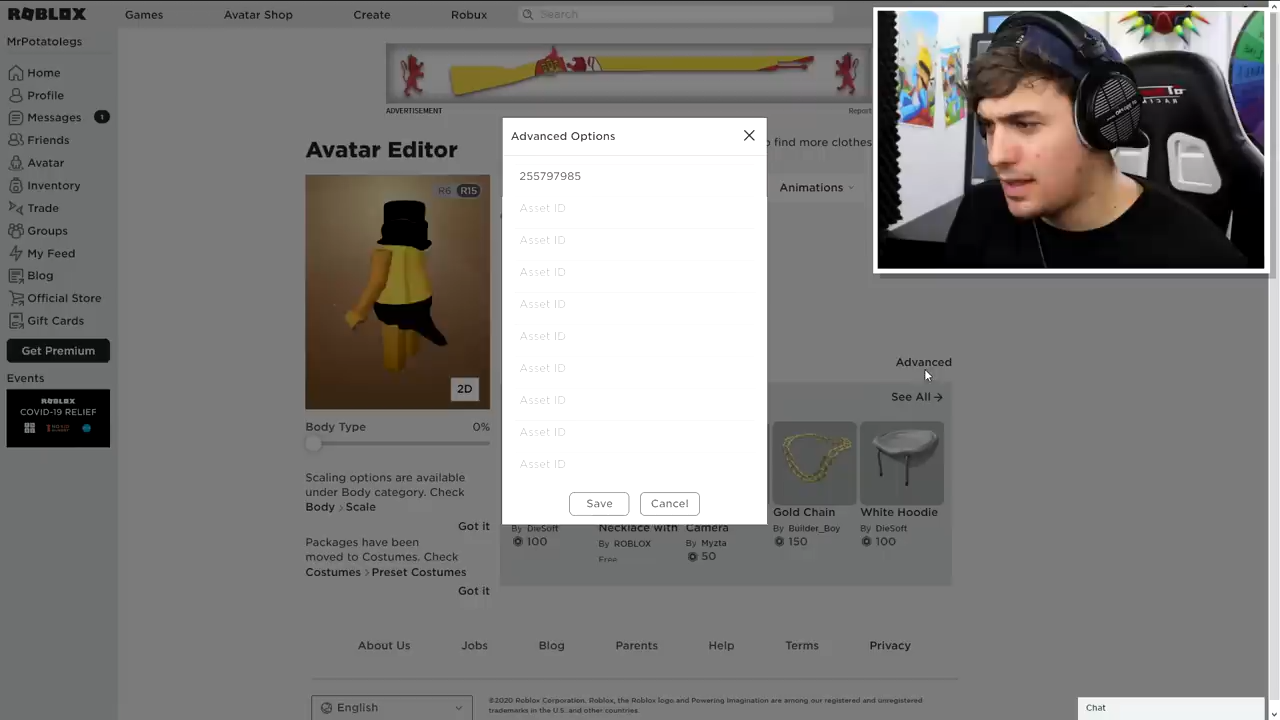 ROBLOX
Games
Avatar Shop
Create
Robux
Search
MrPotatolegs
Home
Profile
Messages
1
Friends
Avatar
Inventory
Trade
Groups
My Feed
Blog
Official Store
Gift Cards
Get Premium
Events
ROBLOX
COVID-19 RELIEF
ADVERTISEMENT
Report
Avatar Editor
o find more clothes
Animations
R6
R15
2D
Body Type
0%
Scaling options are available
under Body category. Check
Body > Scale
Got it
Packages have been
moved to Costumes. Check
Costumes > Preset Costumes
Got it
Advanced Options
255797985
Asset ID
Asset ID
Asset ID
Asset ID
Asset ID
Asset ID
Asset ID
Asset ID
Asset ID
Save
Cancel
Advanced
See All
By DieSoft
100
Necklace with
By ROBLOX
Free
Camera
By Myzta
50
Gold Chain
By Builder_Boy
150
White Hoodie
By DieSoft
100
About Us
Jobs
Blog
Parents
Help
Terms
Privacy
English
©2020 Roblox Corporation. Roblox, the Roblox logo and Powering Imagination are among our registered and unregistered
trademarks in the U.S. and other countries.
Chat